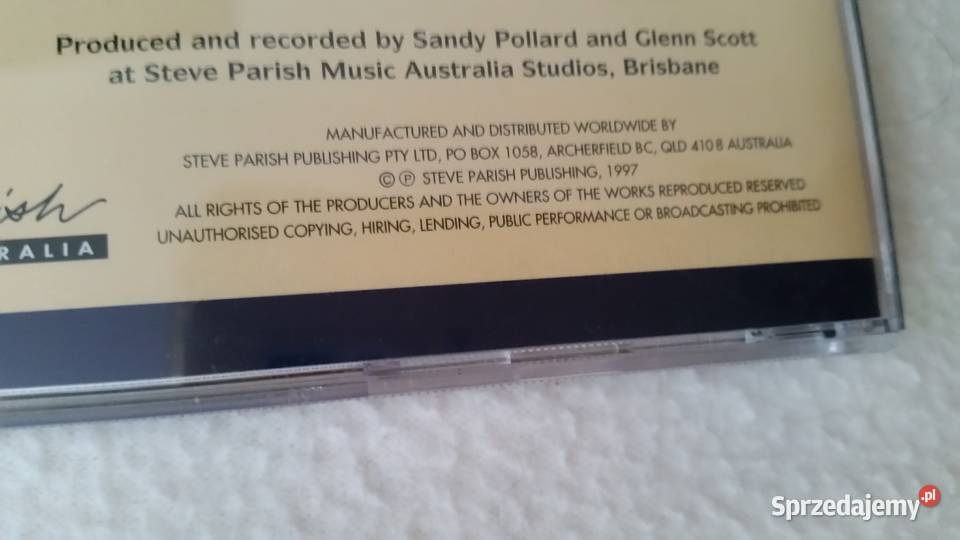 Produced and recorded by Sandy Pollard and Glenn Scott
at Steve Parish Music Australia Studios, Brisbane
MANUFACTURED AND DISTRIBUTED WORLDWIDE BY
STEVE PARISH PUBLISHING PTY LTD, PO BOX 1058, ARCHERFIELD BC, QLD 4108 AUSTRALIA
© ℗ STEVE PARISH PUBLISHING, 1997
ALL RIGHTS OF THE PRODUCERS AND THE OWNERS OF THE WORKS REPRODUCED RESERVED
UNAUTHORISED COPYING, HIRING, LENDING, PUBLIC PERFORMANCE OR BROADCASTING PROHIBITED
ish
RALIA
Sprzedajemy.pl